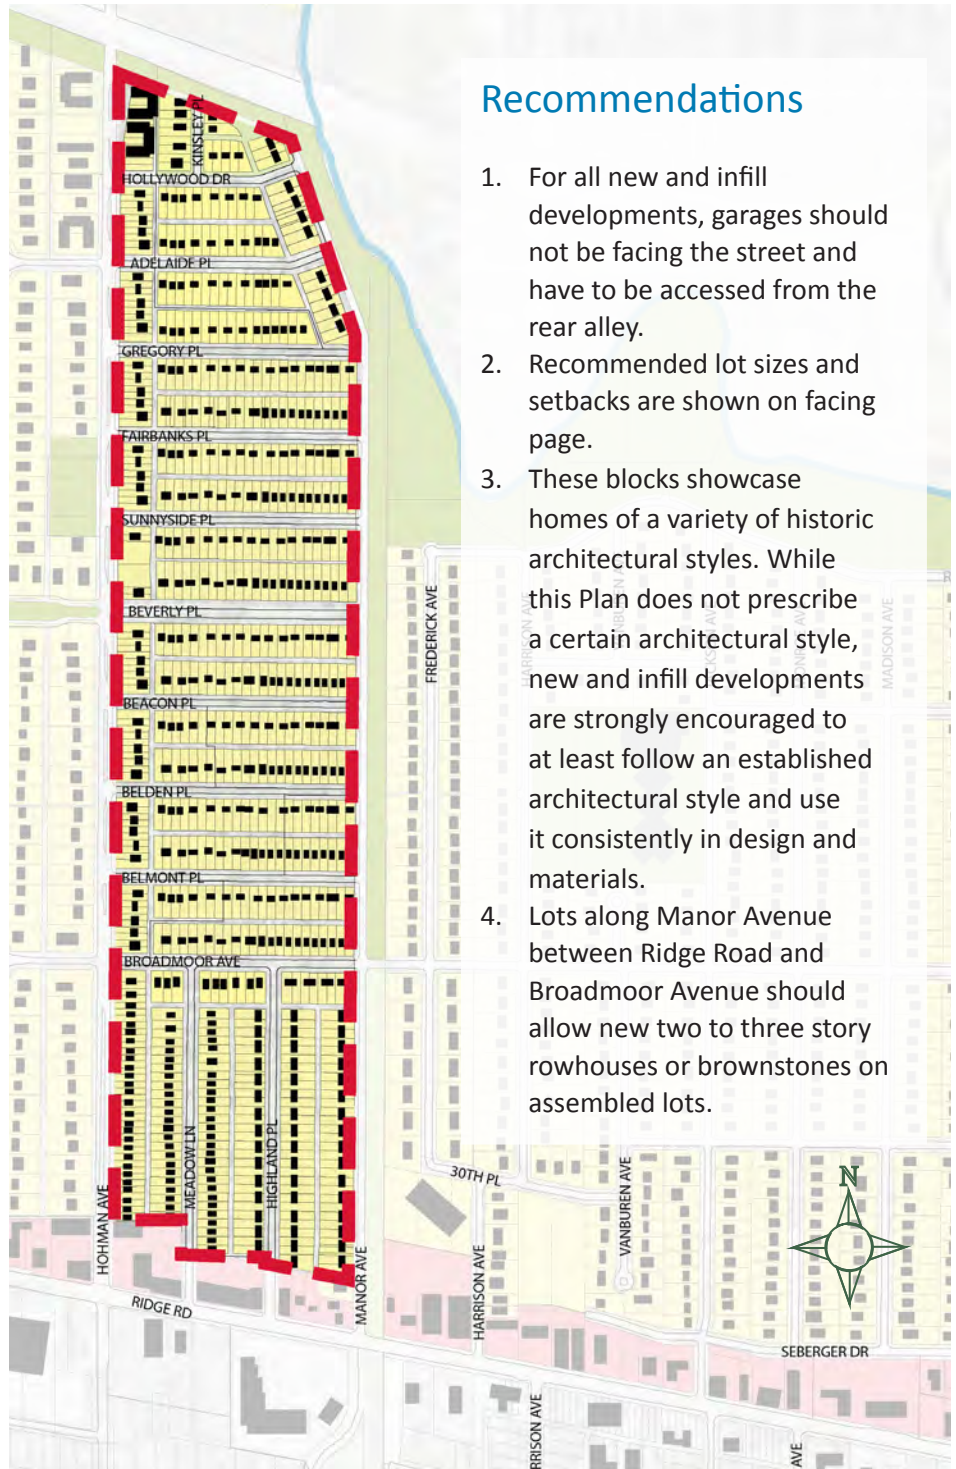 Recommendations
1. For all new and infill
developments, garages should
not be facing the street and
have to be accessed from the
rear alley.
2. Recommended lot sizes and
setbacks are shown on facing
page.
3. These blocks showcase
homes of a variety of historic
architectural styles. While
this Plan does not prescribe
a certain architectural style,
new and infill developments
are strongly encouraged to
at least follow an established
architectural style and use
it consistently in design and
materials.
4. Lots along Manor Avenue
between Ridge Road and
Broadmoor Avenue should
allow new two to three story
rowhouses or brownstones on
assembled lots.
KINSLEY PL
HOLLYWOOD DR
ADELAIDE PL
GREGORY PL
FAIRBANKS PL
SUNNYSIDE PL
BEVERLY PL
BEACON PL
BELDEN PL
BELMONT PL
BROADMOOR AVE
MEADOW LN
HIGHLAND PL
HOHMAN AVE
MANOR AVE
RIDGE RD
FREDERICK AVE
HARRISON AVE
MADISON AVE
30TH PL
HARRISON AVE
VANBUREN AVE
N
SEBERGER DR
RRISON AVE
AVE